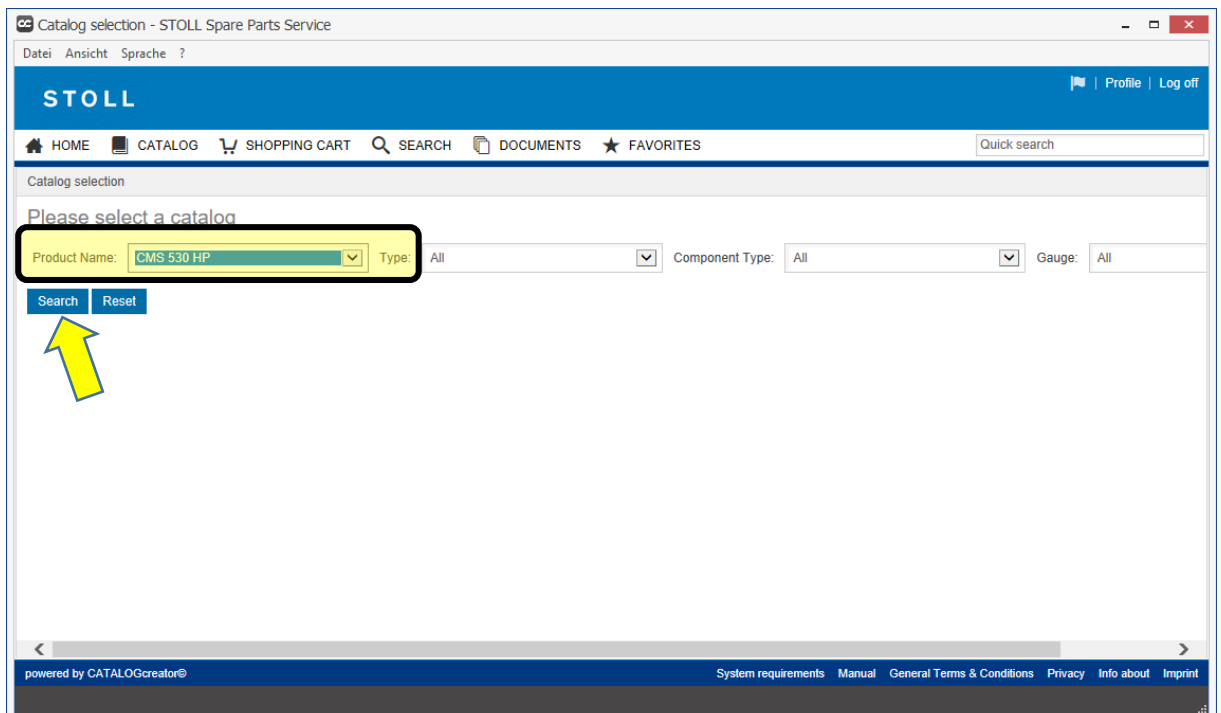 Catalog selection - STOLL Spare Parts Service
Datei Ansicht Sprache ?
Profile | Log off
STOLL
HOME CATALOG SHOPPING CART SEARCH DOCUMENTS FAVORITES Quick search
Catalog selection
Please select a catalog
Product Name: CMS 530 HP Type: All Component Type: All Gauge: All
Search Reset
powered by CATALOGcreator© System requirements Manual General Terms & Conditions Privacy Info about Imprint